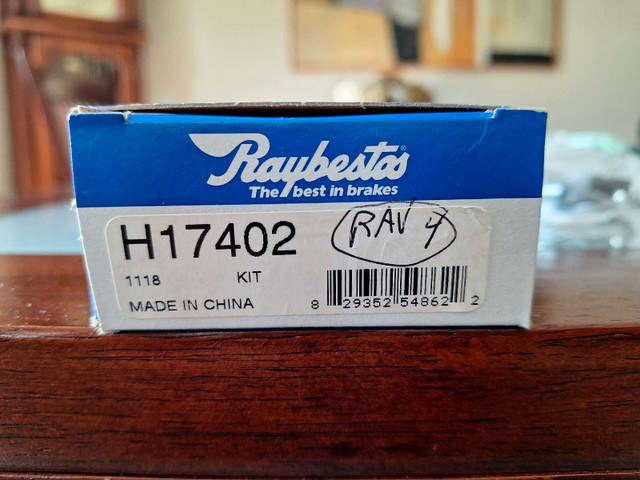 Raybestos®
The best in brakes
H17402 RAV 4
1118 KIT
MADE IN CHINA
8 29352 54862 2